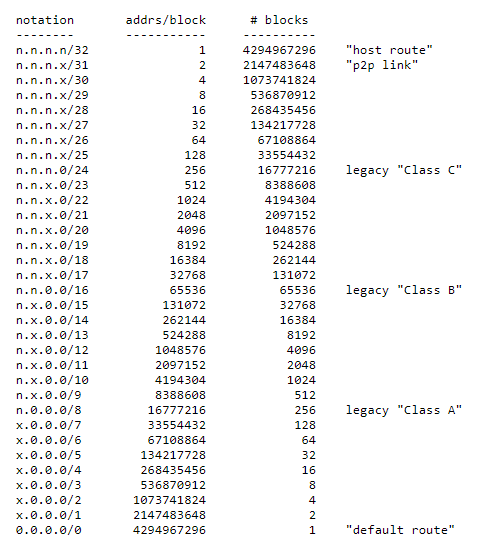 notation       addrs/block      # blocks
--------       -----------     ----------
n.n.n.n/32               1     4294967296    "host route"
n.n.n.x/31               2     2147483648    "p2p link"
n.n.n.x/30               4     1073741824
n.n.n.x/29               8      536870912
n.n.n.x/28              16      268435456
n.n.n.x/27              32      134217728
n.n.n.x/26              64       67108864
n.n.n.x/25             128       33554432
n.n.n.0/24             256       16777216    legacy "Class C"
n.n.x.0/23             512        8388608
n.n.x.0/22            1024        4194304
n.n.x.0/21            2048        2097152
n.n.x.0/20            4096        1048576
n.n.x.0/19            8192         524288
n.n.x.0/18           16384         262144
n.n.x.0/17           32768         131072
n.n.0.0/16           65536          65536    legacy "Class B"
n.x.0.0/15          131072          32768
n.x.0.0/14          262144          16384
n.x.0.0/13          524288           8192
n.x.0.0/12         1048576           4096
n.x.0.0/11         2097152           2048
n.x.0.0/10         4194304           1024
n.x.0.0/9          8388608            512
n.0.0.0/8         16777216            256    legacy "Class A"
x.0.0.0/7         33554432            128
x.0.0.0/6         67108864             64
x.0.0.0/5        134217728             32
x.0.0.0/4        268435456             16
x.0.0.0/3        536870912              8
x.0.0.0/2       1073741824              4
x.0.0.0/1       2147483648              2
0.0.0.0/0       4294967296              1    "default route"